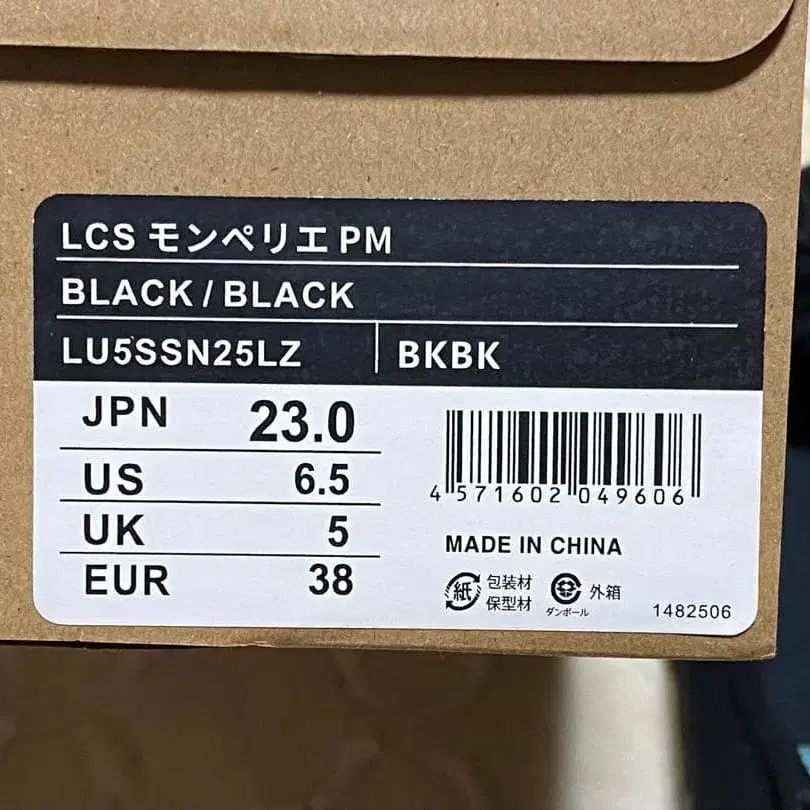 LCS モンペリエ PM
BLACK / BLACK
LU5SSN25LZ BKBK
JPN 23.0
US 6.5
UK 5
EUR 38
4 571602 049606
MADE IN CHINA
紙 包装材
保型材
ダンボール 外箱
1482506